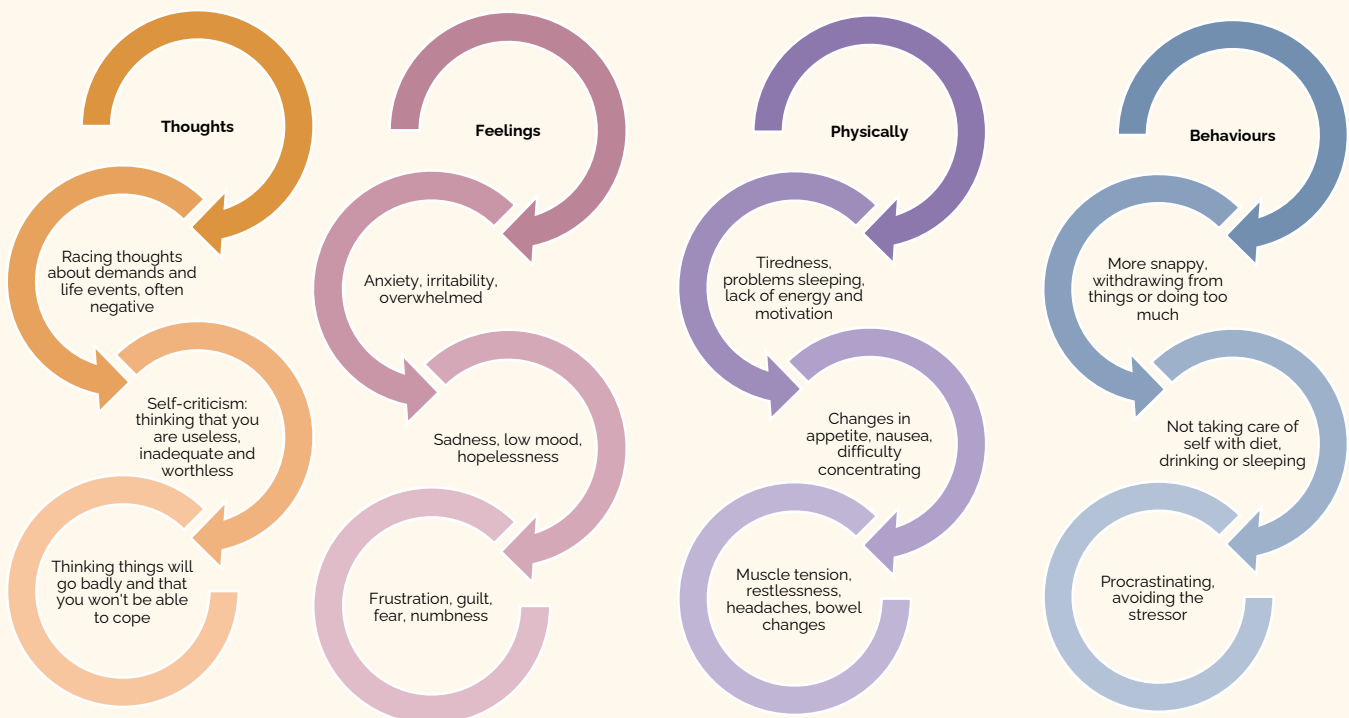 Thoughts
Racing thoughts
about demands and
life events, often
negative
Self-criticism:
thinking that you
are useless,
inadequate and
worthless
Thinking things will
go badly and that
you won't be able
to cope
Feelings
Anxiety, irritability,
overwhelmed
Sadness, low mood,
hopelessness
Frustration, guilt,
fear, numbness
Physically
Tiredness,
problems sleeping,
lack of energy and
motivation
Changes in
appetite, nausea,
difficulty
concentrating
Muscle tension,
restlessness,
headaches, bowel
changes
Behaviours
More snappy,
withdrawing from
things or doing too
much
Not taking care of
self with diet,
drinking or sleeping
Procrastinating,
avoiding the
stressor